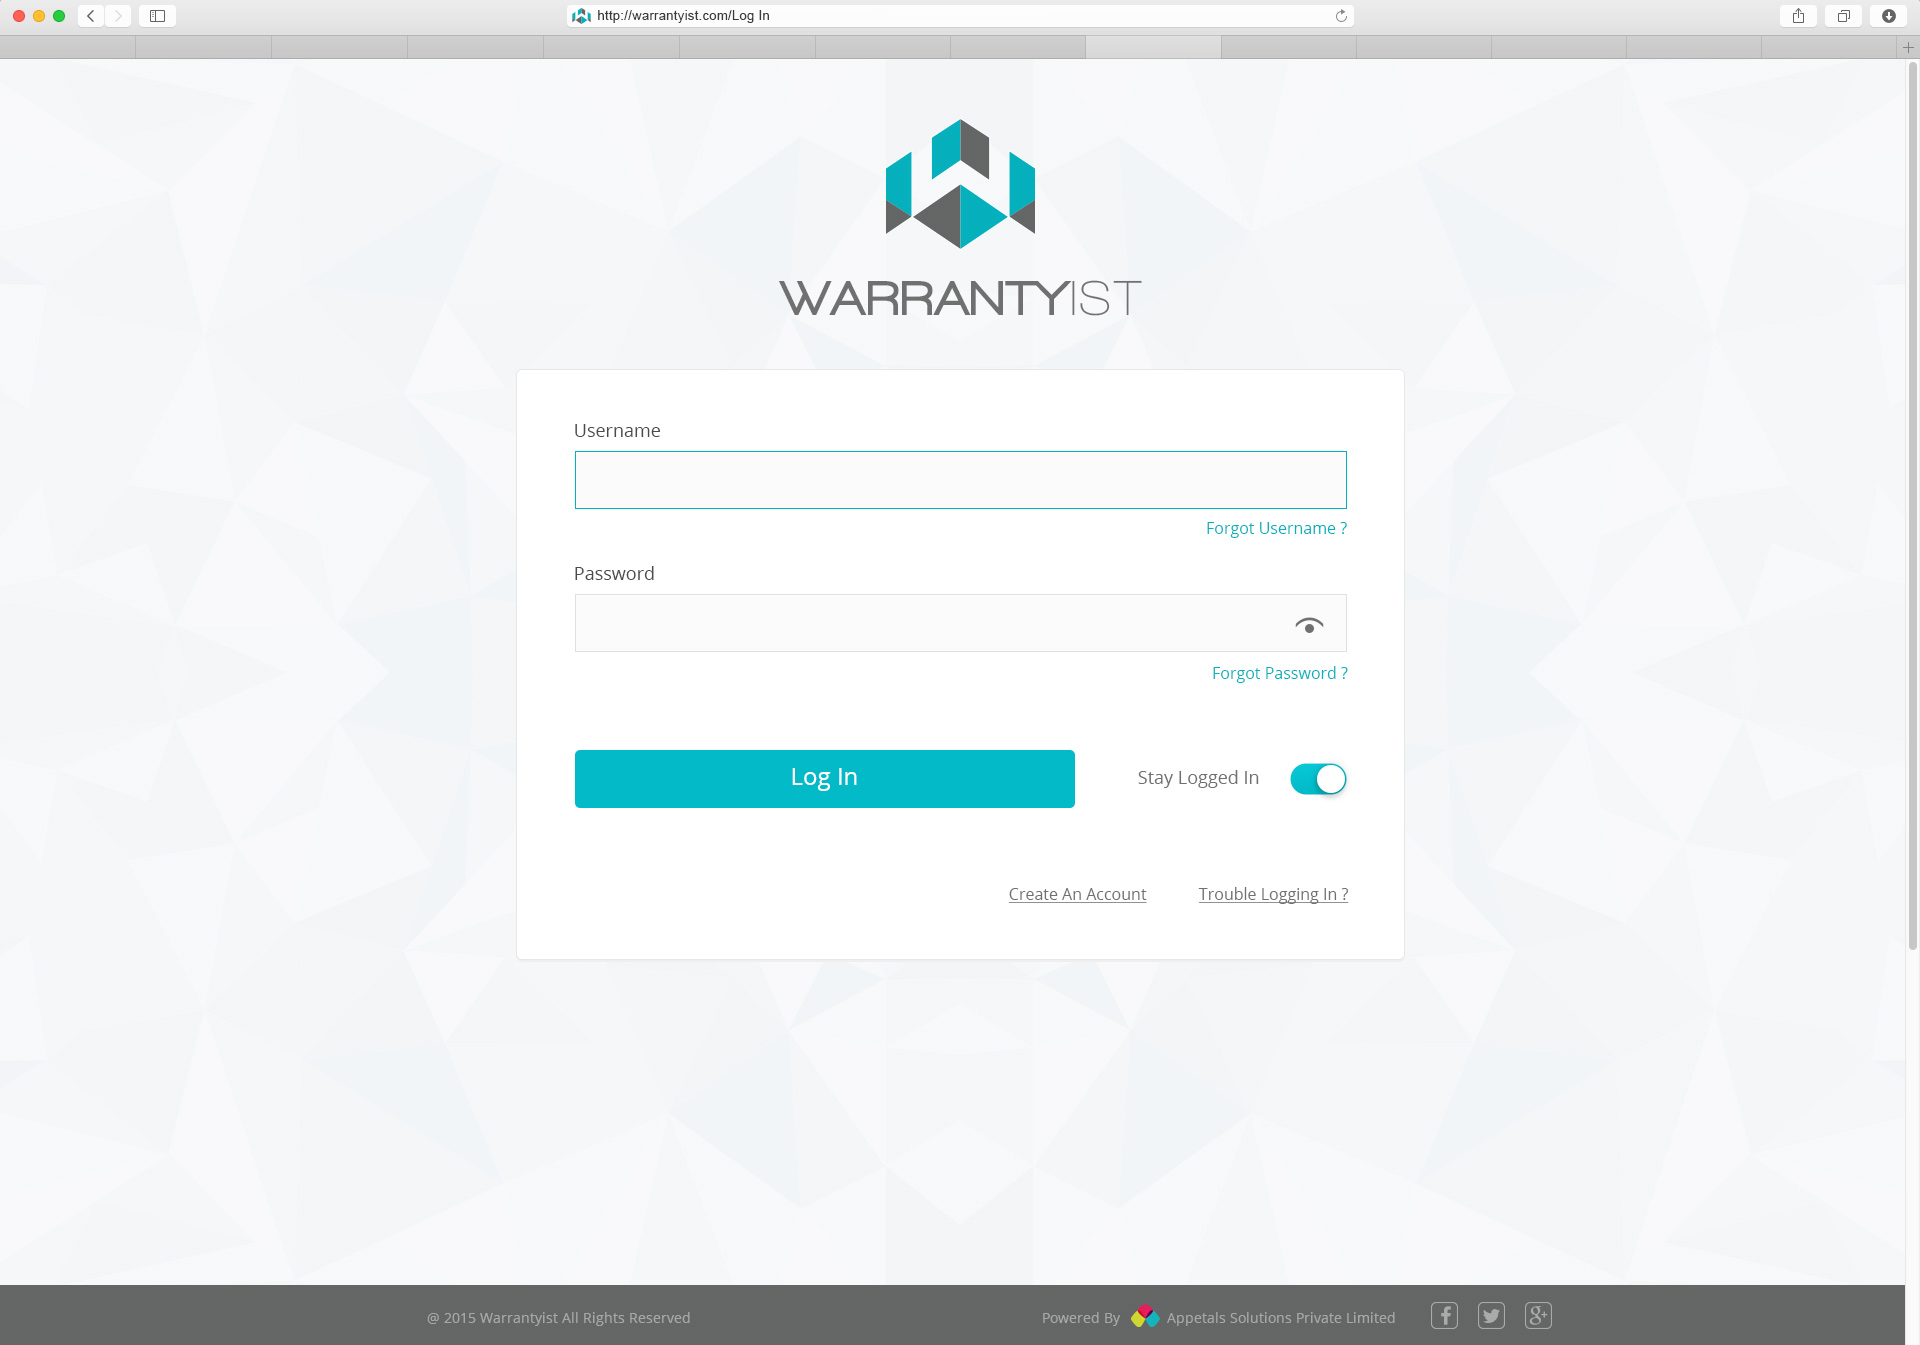 http://warrantyist.com/Log In
WARRANTYIST
Username
Forgot Username ?
Password
Forgot Password ?
Log In
Stay Logged In
Create An Account
Trouble Logging In ?
@ 2015 Warrantyist All Rights Reserved
Powered By Appetals Solutions Private Limited